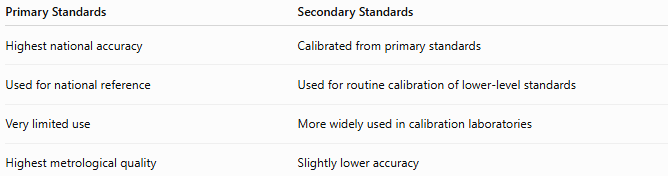 Primary Standards Secondary Standards
Highest national accuracy Calibrated from primary standards
Used for national reference Used for routine calibration of lower-level standards
Very limited use More widely used in calibration laboratories
Highest metrological quality Slightly lower accuracy